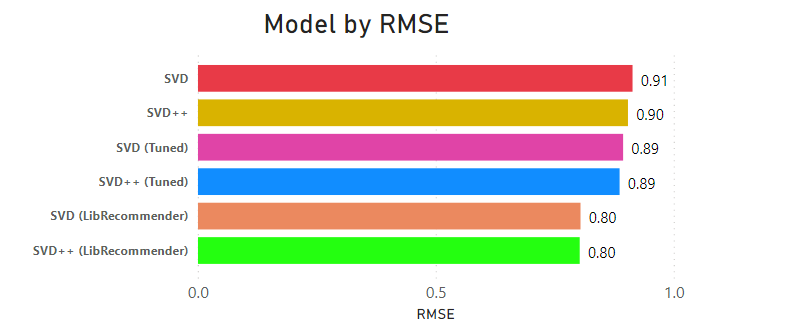 Model by RMSE
SVD 0.91
SVD++ 0.90
SVD (Tuned) 0.89
SVD++ (Tuned) 0.89
SVD (LibRecommender) 0.80
SVD++ (LibRecommender) 0.80
0.0 0.5 1.0
RMSE